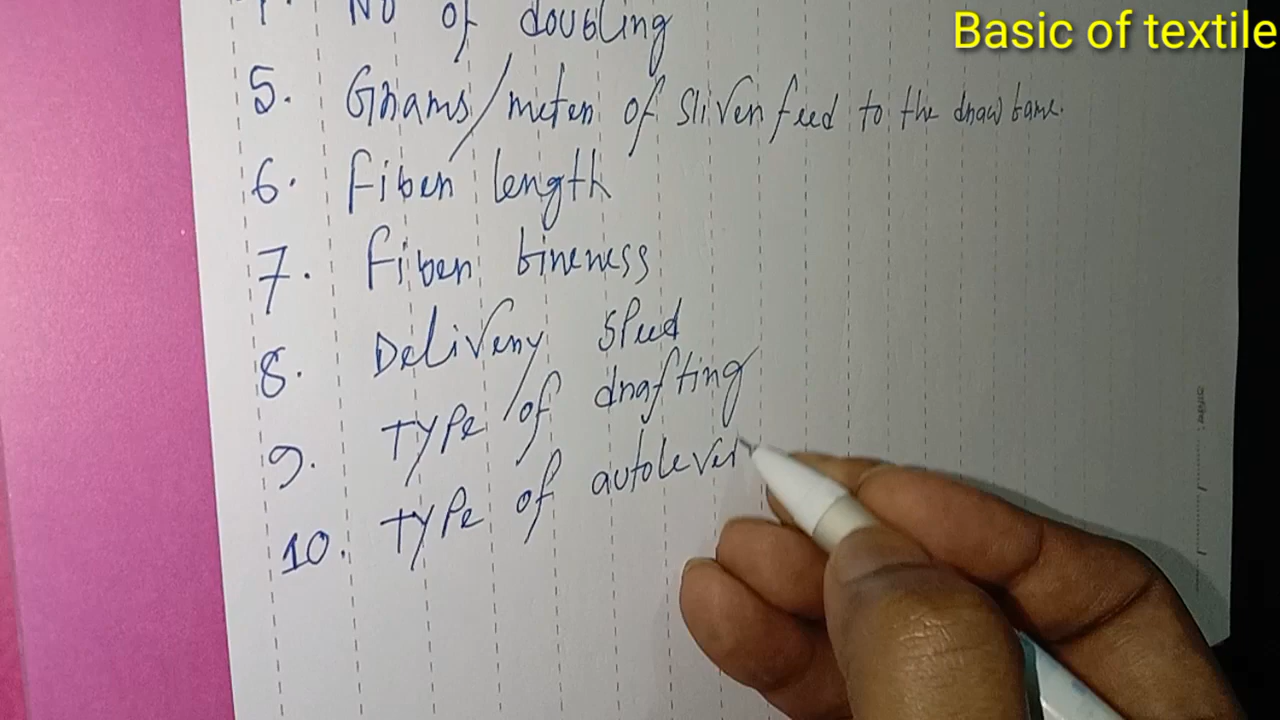 Basic of textile
No of doubling
5. Grams/meter of sliver feed to the draw frame.
6. Fiber length
7. Fiber fineness
8. Delivery speed
9. Type of drafting
10. Type of autolever